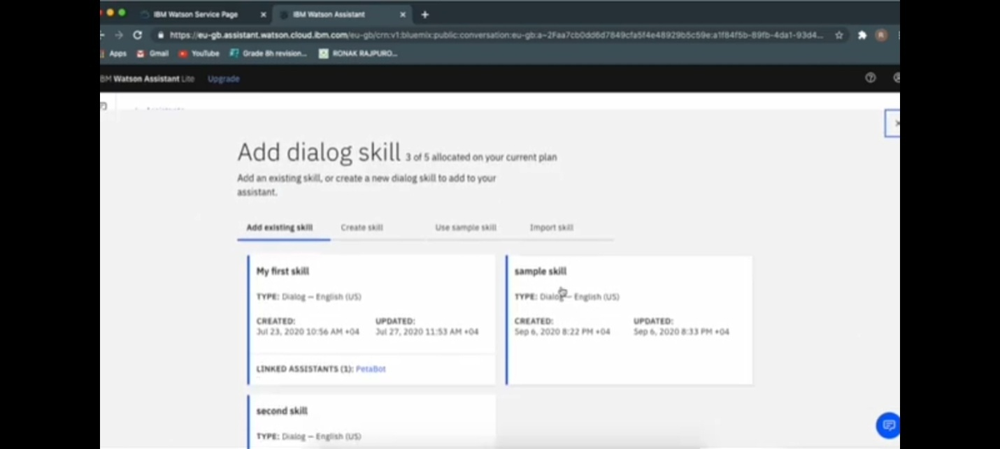 IBM Watson Service Page
IBM Watson Assistant
https://eu-gb.assistant.watson.cloud.ibm.com/eu-gb/crn:v1:bluemix:public:conversation:eu-gb:a~2Faa7cb0dd6d7849cfa5f4e48929b5c59e:a1f84f5b-89fb-4da1-93d4...
R
Apps Gmail YouTube Grade 8h revision... RONAK RAJPURO...
Watson Assistant Lite Upgrade
Add dialog skill 3 of 5 allocated on your current plan
Add an existing skill, or create a new dialog skill to add to your
assistant.
Add existing skill Create skill Use sample skill Import skill
My first skill
TYPE: Dialog – English (US)
CREATED: UPDATED:
Jul 23, 2020 10:56 AM +04 Jul 27, 2020 11:53 AM +04
LINKED ASSISTANTS (1): PetaBot
sample skill
TYPE: Dialog – English (US)
CREATED: UPDATED:
Sep 6, 2020 8:22 PM +04 Sep 6, 2020 8:33 PM +04
second skill
TYPE: Dialog – English (US)